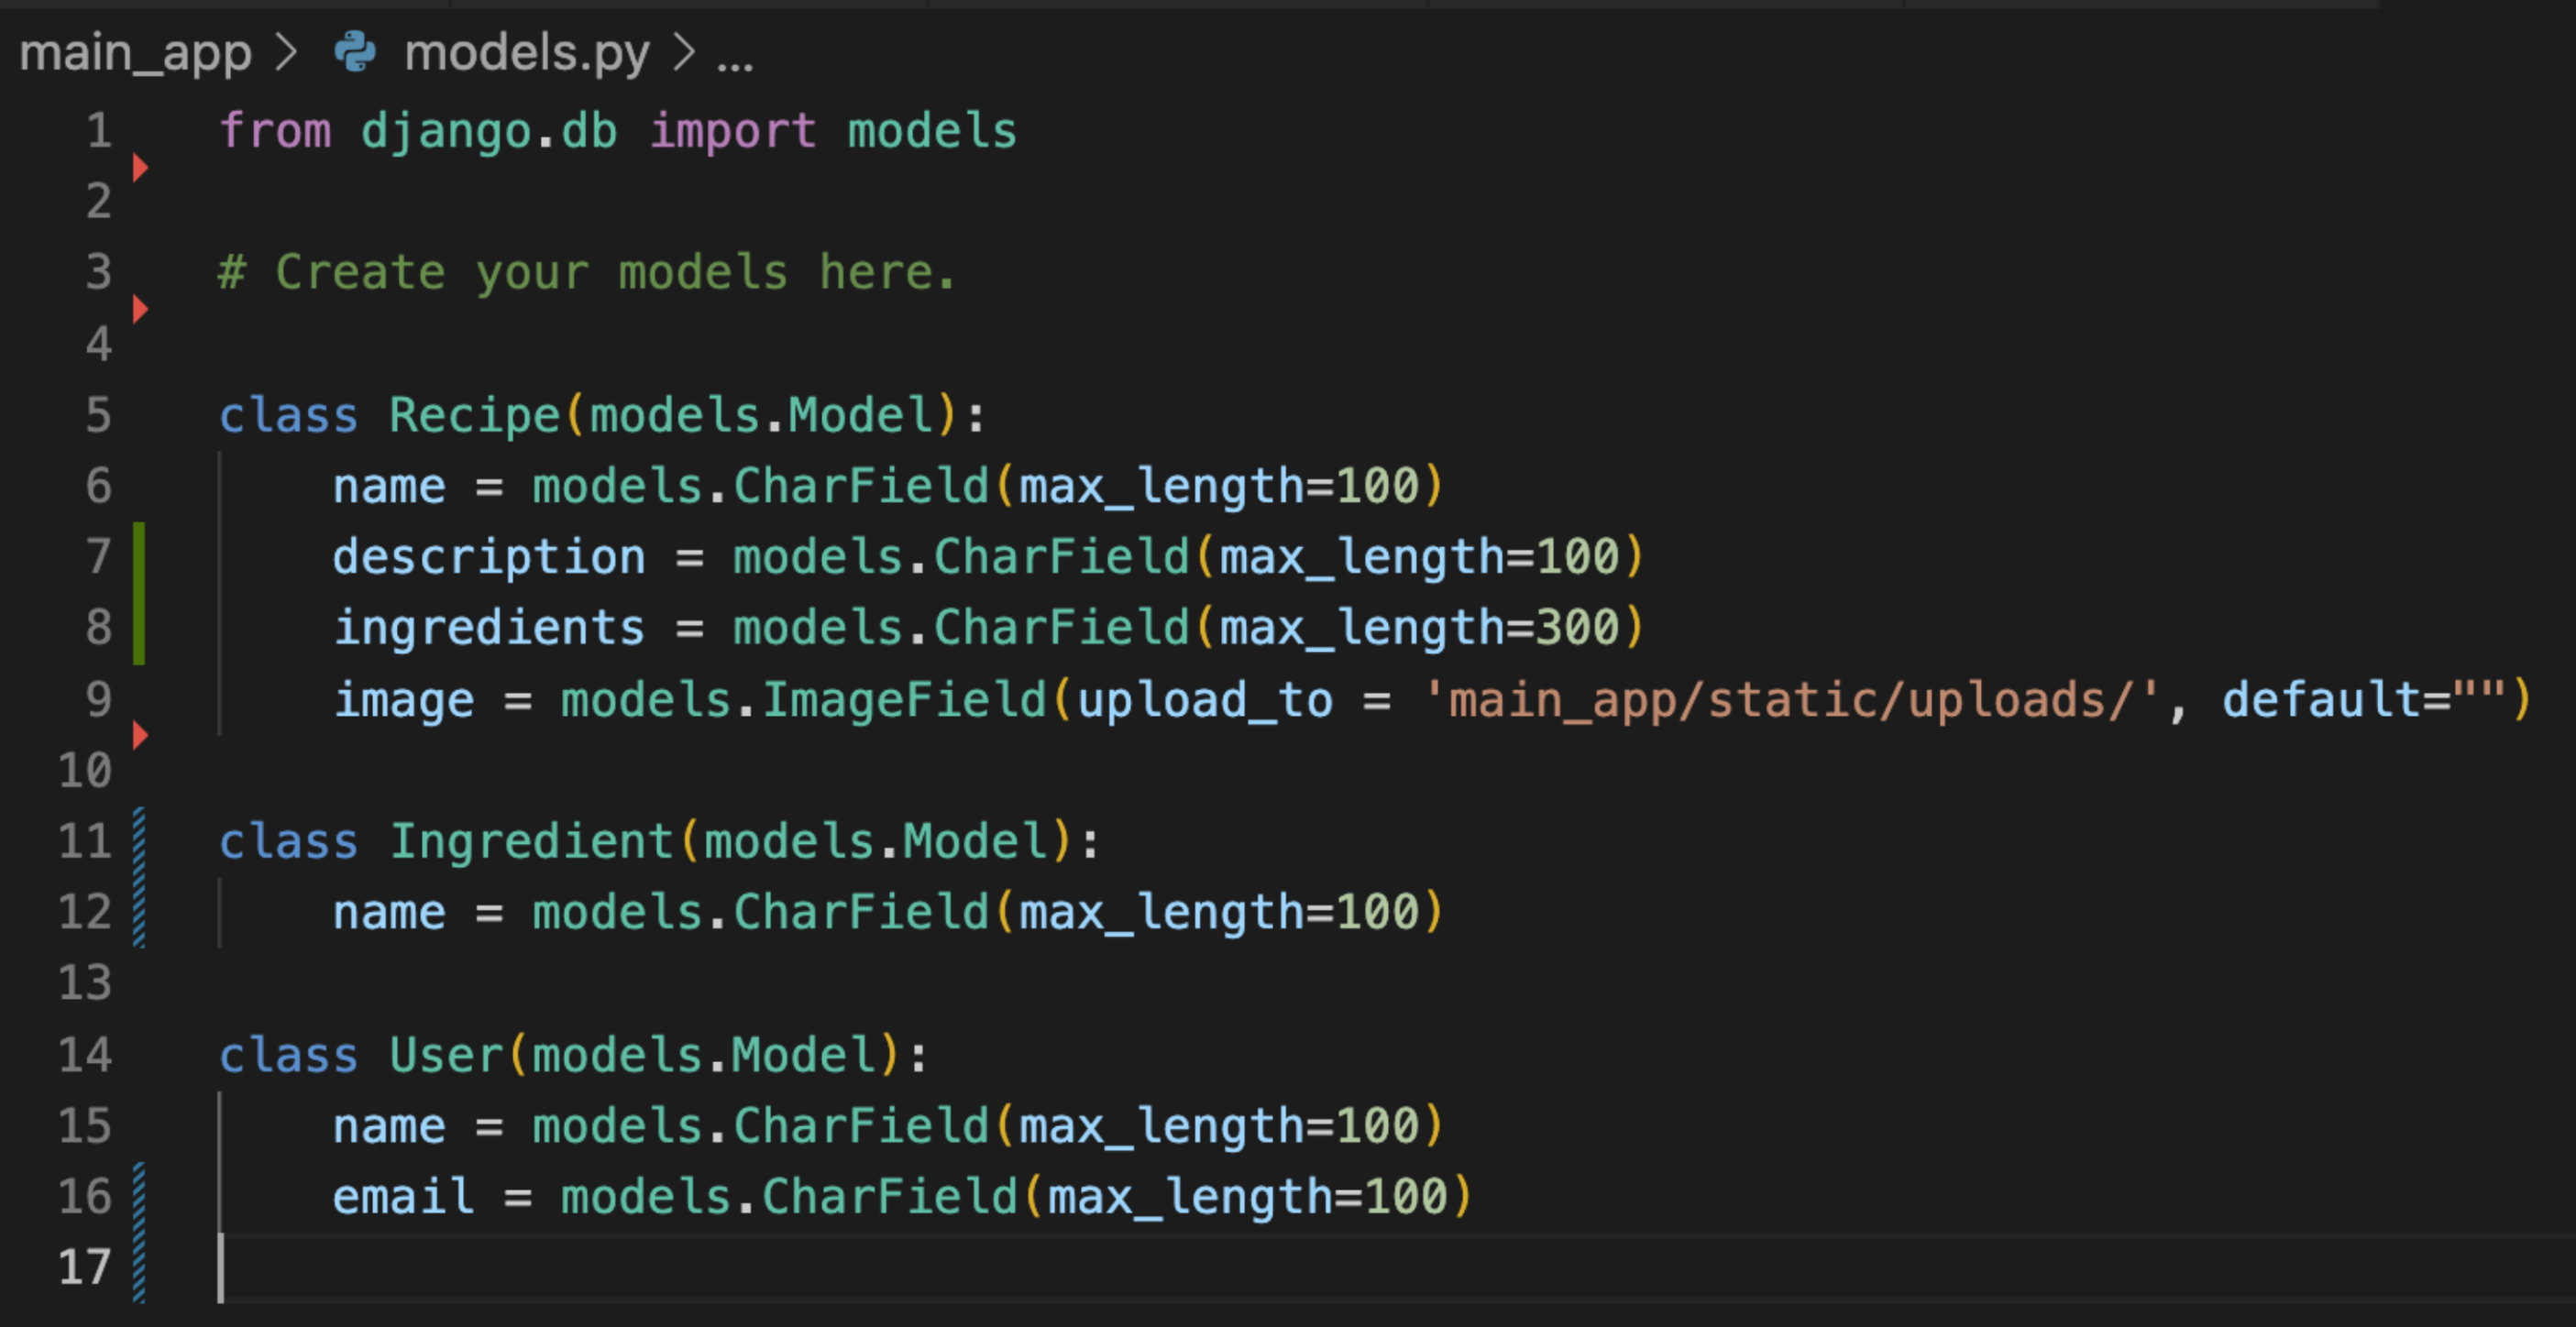 main_app > models.py > ...
1 from django.db import models
2
3 # Create your models here.
4
5 class Recipe(models.Model):
6     name = models.CharField(max_length=100)
7     description = models.CharField(max_length=100)
8     ingredients = models.CharField(max_length=300)
9     image = models.ImageField(upload_to = 'main_app/static/uploads/', default="")
10
11 class Ingredient(models.Model):
12     name = models.CharField(max_length=100)
13
14 class User(models.Model):
15     name = models.CharField(max_length=100)
16     email = models.CharField(max_length=100)
17